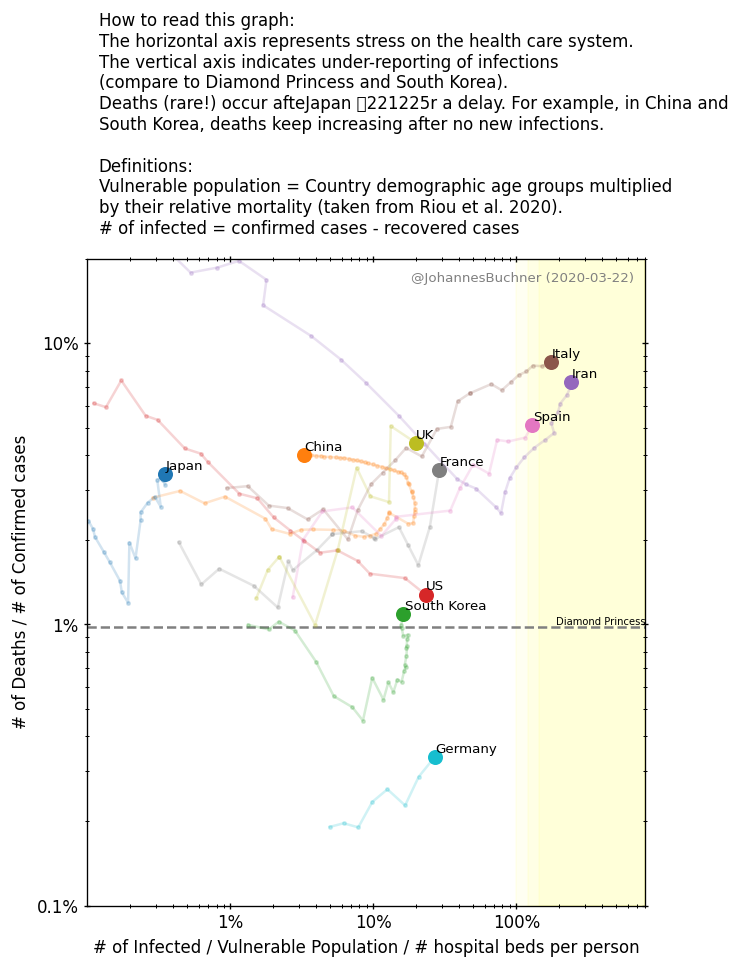 How to read this graph:
The horizontal axis represents stress on the health care system.
The vertical axis indicates under-reporting of infections
(compare to Diamond Princess and South Korea).
Deaths (rare!) occur afteJapan 221225r a delay. For example, in China and
South Korea, deaths keep increasing after no new infections.
Definitions:
Vulnerable population = Country demographic age groups multiplied
by their relative mortality (taken from Riou et al. 2020).
# of infected = confirmed cases - recovered cases
@JohannesBuchner (2020-03-22)
10%
Italy
Iran
Spain
UK
China
France
Japan
US
South Korea
1%
Diamond Princess
Germany
0.1%
# of Deaths / # of Confirmed cases
1%
10%
100%
# of Infected / Vulnerable Population / # hospital beds per person